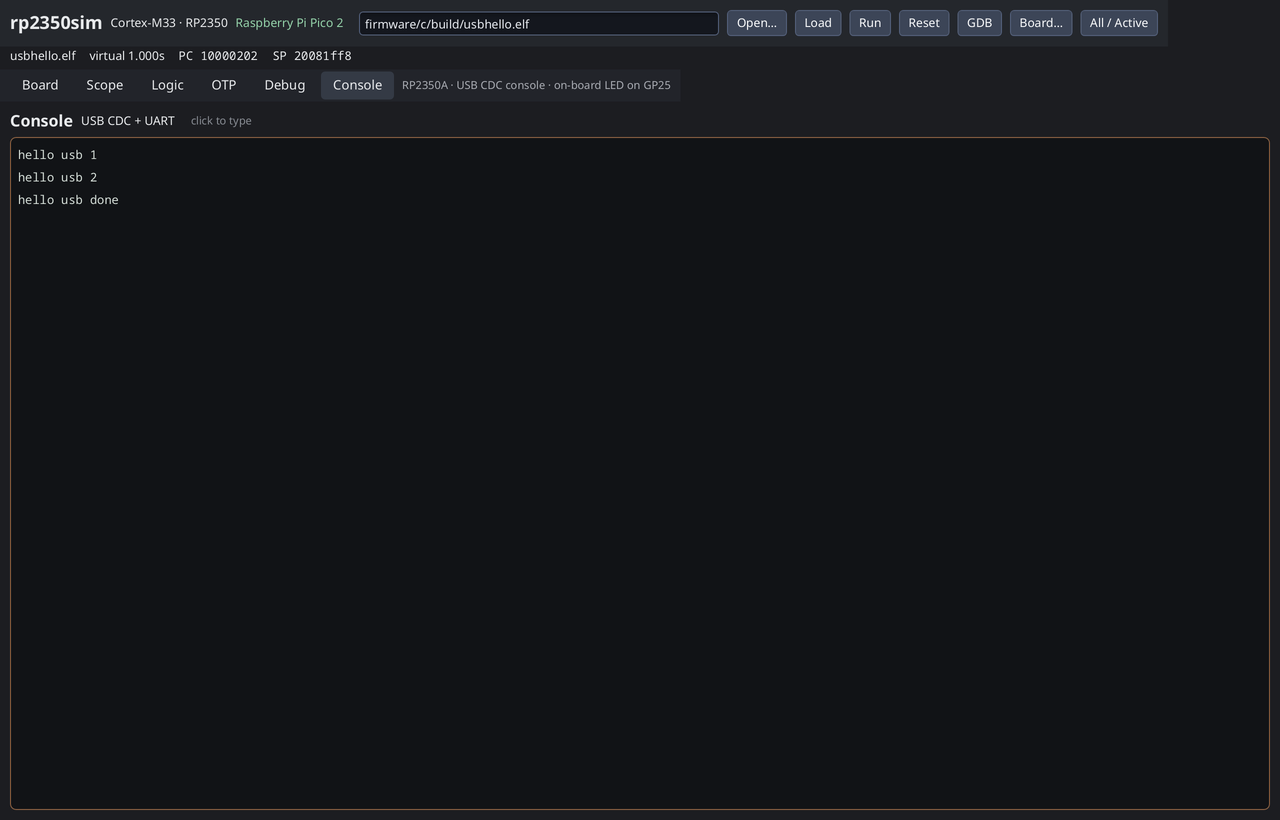 rp2350sim Cortex-M33 · RP2350 Raspberry Pi Pico 2 firmware/c/build/usbhello.elf Open... Load Run Reset GDB Board... All / Active
usbhello.elf virtual 1.000s PC 10000202 SP 20081ff8
Board Scope Logic OTP Debug Console RP2350A · USB CDC console · on-board LED on GP25
Console USB CDC + UART click to type
hello usb 1
hello usb 2
hello usb done